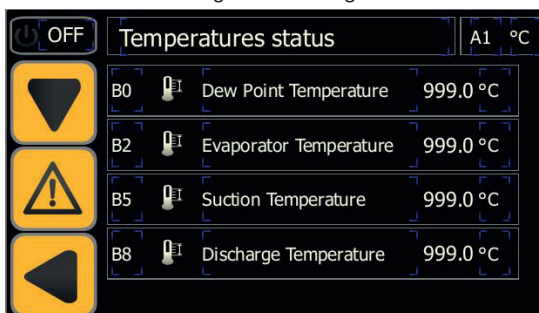 OFF Temperatures status A1 °C
B0 Dew Point Temperature 999.0 °C
B2 Evaporator Temperature 999.0 °C
B5 Suction Temperature 999.0 °C
B8 Discharge Temperature 999.0 °C